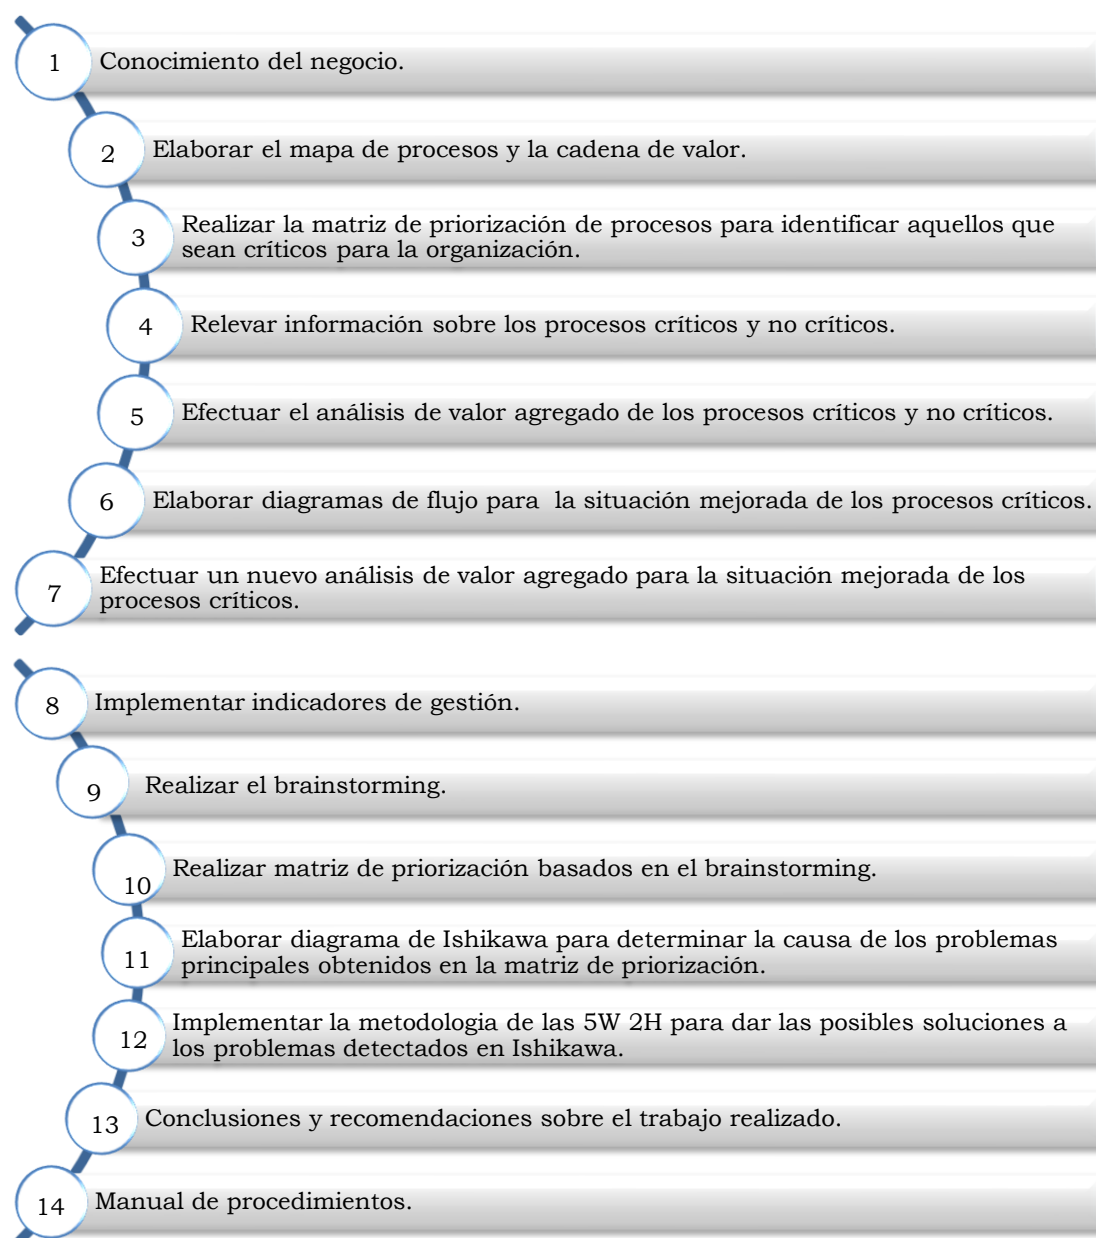 1
Conocimiento del negocio.
2
Elaborar el mapa de procesos y la cadena de valor.
3
Realizar la matriz de priorización de procesos para identificar aquellos que
sean críticos para la organización.
4
Relevar información sobre los procesos críticos y no críticos.
5
Efectuar el análisis de valor agregado de los procesos críticos y no críticos.
6
Elaborar diagramas de flujo para  la situación mejorada de los procesos críticos.
7
Efectuar un nuevo análisis de valor agregado para la situación mejorada de los
procesos críticos.
8
Implementar indicadores de gestión.
9
Realizar el brainstorming.
10
Realizar matriz de priorización basados en el brainstorming.
11
Elaborar diagrama de Ishikawa para determinar la causa de los problemas
principales obtenidos en la matriz de priorización.
12
Implementar la metodologia de las 5W 2H para dar las posibles soluciones a
los problemas detectados en Ishikawa.
13
Conclusiones y recomendaciones sobre el trabajo realizado.
14
Manual de procedimientos.